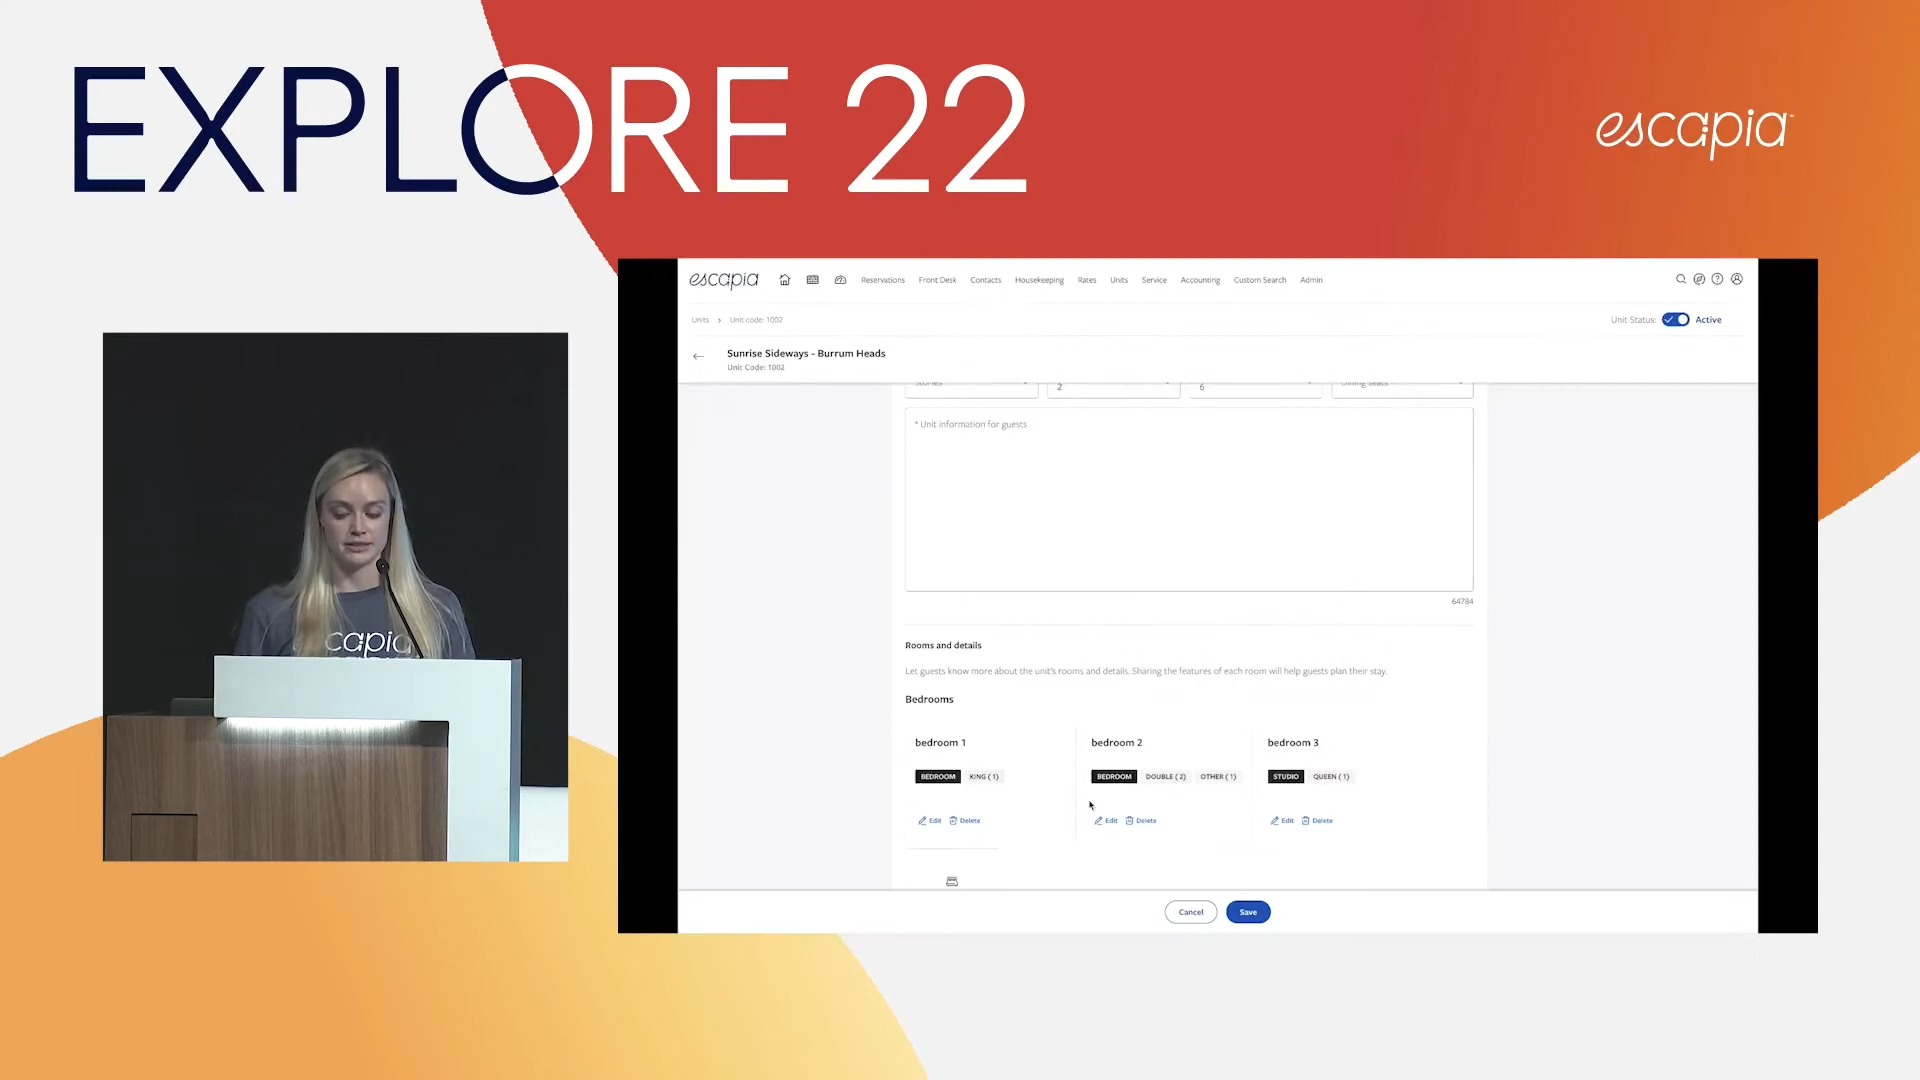 EXPLORE 22
escapia
escapia Reservations Front Desk Contacts Housekeeping Rates Units Service Accounting Custom Search Admin
Units > Unit code: 1002
Unit Status: Active
Sunrise Sideways - Burrum Heads
Unit Code: 1002
Stories 2 6 Dining Seats
* Unit information for guests
64784
Rooms and details
Let guests know more about the unit's rooms and details. Sharing the features of each room will help guests plan their stay.
Bedrooms
bedroom 1 bedroom 2 bedroom 3
BEDROOM KING ( 1 ) BEDROOM DOUBLE ( 2 ) OTHER ( 1 ) STUDIO QUEEN ( 1 )
Edit Delete Edit Delete Edit Delete
Cancel Save
capia